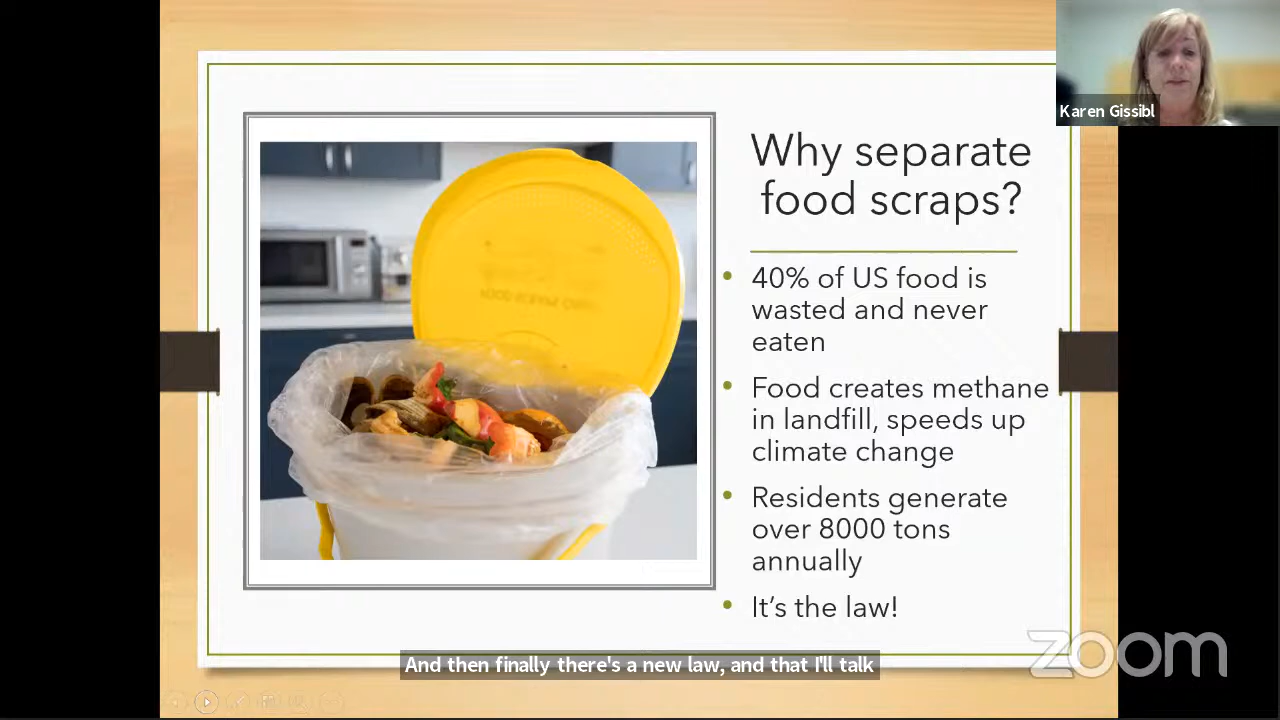 Karen Gissibl
Why separate
food scraps?
• 40% of US food is
wasted and never
eaten
• Food creates methane
in landfill, speeds up
climate change
• Residents generate
over 8000 tons
annually
• It's the law!
zoom
And then finally there's a new law, and that I'll talk